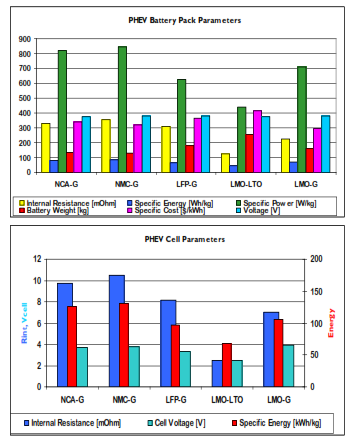 PHEV Battery Pack Parameters
900
800
700
600
500
400
300
200
100
0
NCA-G NMC-G LFP-G LMO-LTO LMO-G
Internal Resistance [mOhm] Specific Energy [Wh/kg] Specific Power [W/kg]
Battery Weight [kg] Specific Cost [$/kWh] Voltage [V]
PHEV Cell Parameters
12 200
10
150
8
6 100
4
50
2
0 0
Rint, Vcell
Energy
NCA-G NMC-G LFP-G LMO-LTO LMO-G
Internal Resistance [mOhm] Cell Voltage [V] Specific Energy [kWh/kg]